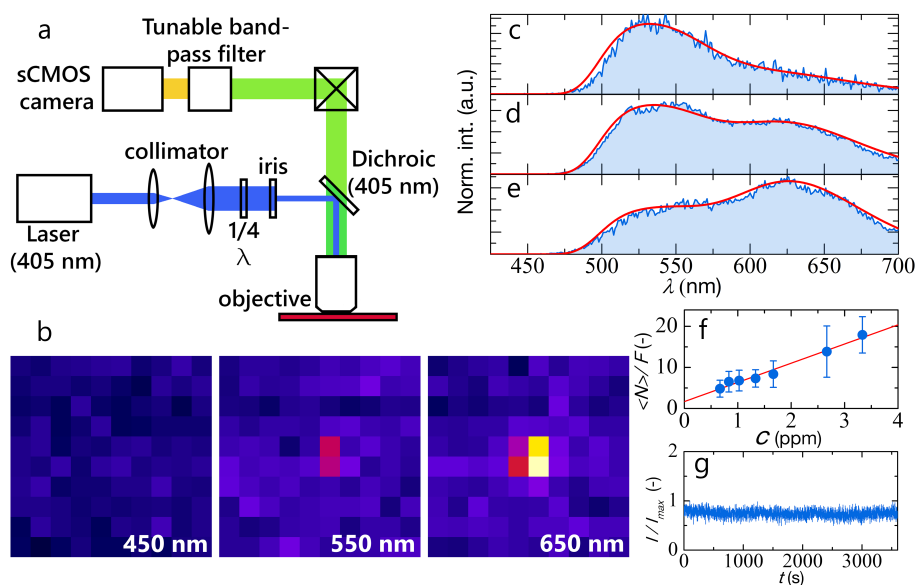 a
Tunable band-
pass filter
sCMOS
camera
collimator
iris
Dichroic
(405 nm)
Laser
(405 nm)
1/4
λ
objective
b
450 nm
550 nm
650 nm
c
d
e
Norm. int. (a.u.)
450 500 550 600 650 700
λ (nm)
f
<N>/F (-)
20
10
0
0 1 2 3 4
C (ppm)
g
I / Imax (-)
2
1
0
0 1000 2000 3000
t (s)